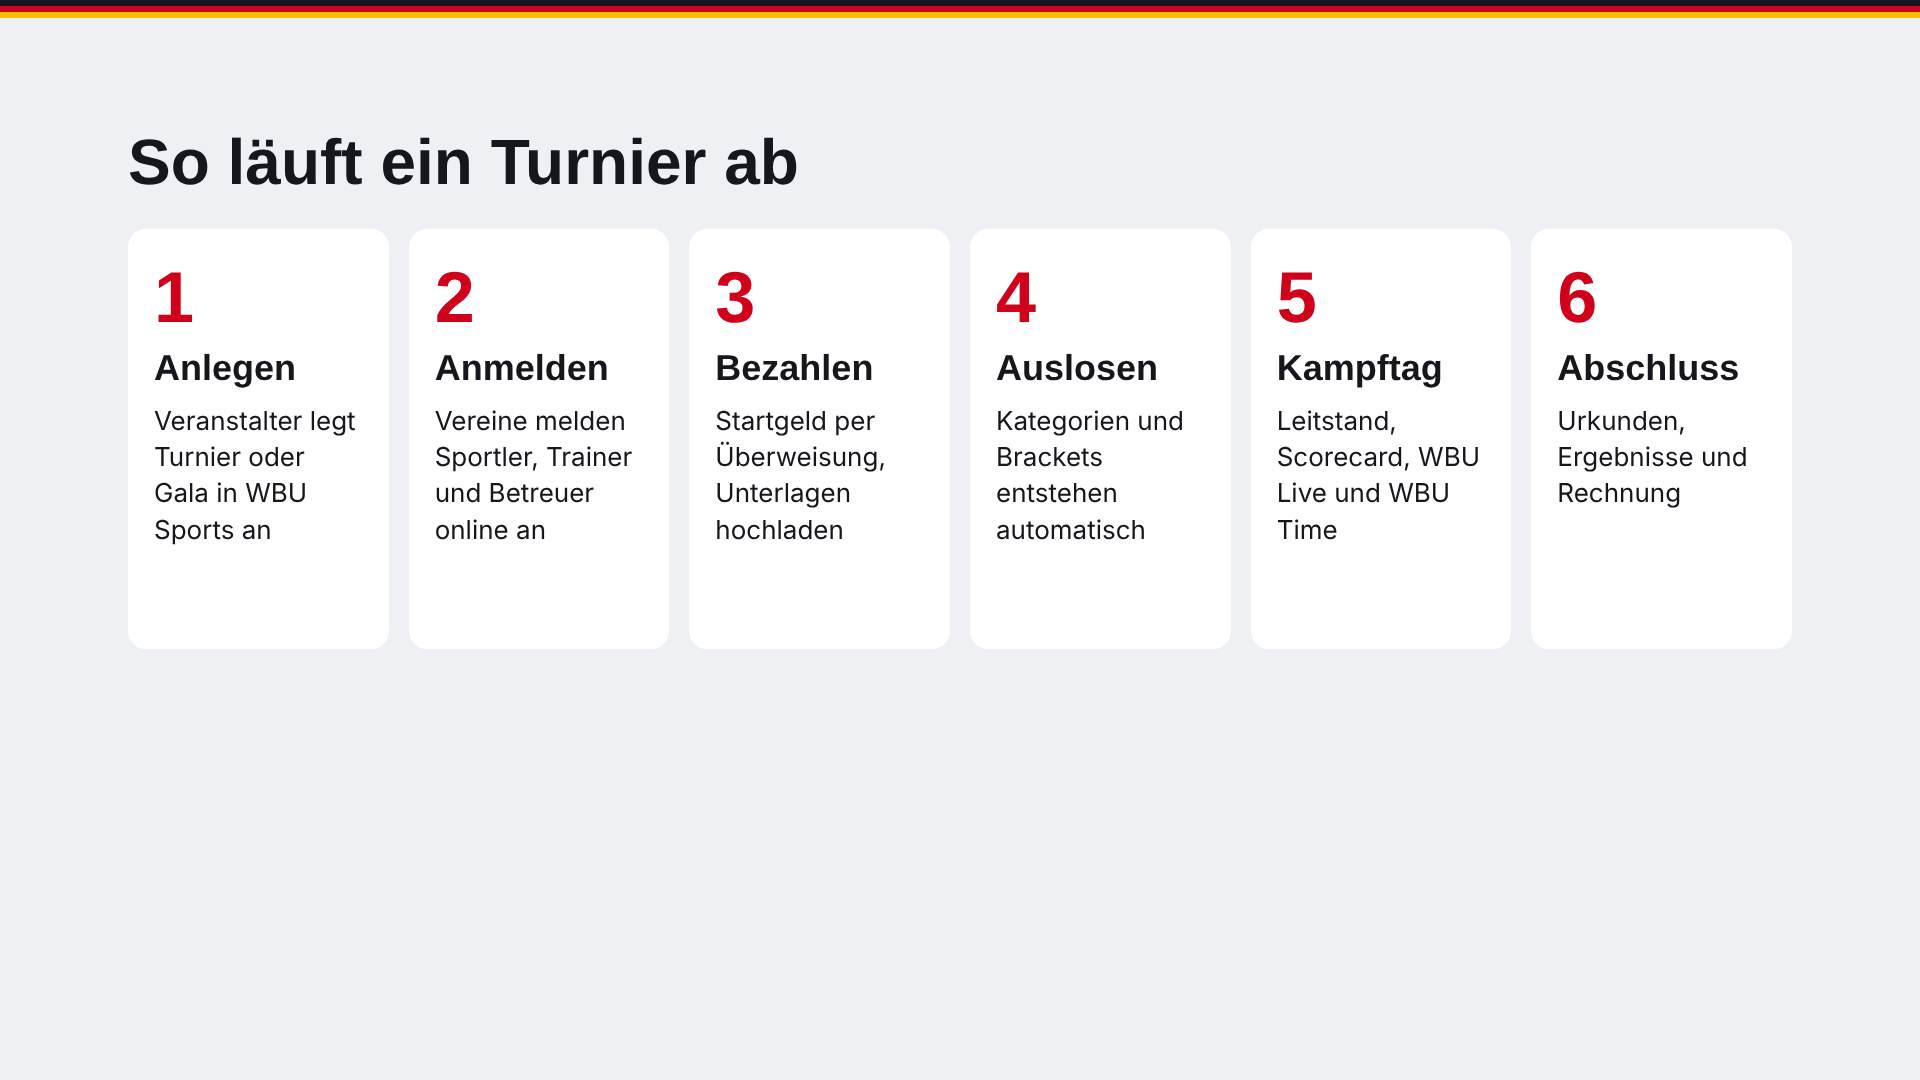 So läuft ein Turnier ab
1
Anlegen
Veranstalter legt
Turnier oder
Gala in WBU
Sports an
2
Anmelden
Vereine melden
Sportler, Trainer
und Betreuer
online an
3
Bezahlen
Startgeld per
Überweisung,
Unterlagen
hochladen
4
Auslosen
Kategorien und
Brackets
entstehen
automatisch
5
Kampftag
Leitstand,
Scorecard, WBU
Live und WBU
Time
6
Abschluss
Urkunden,
Ergebnisse und
Rechnung